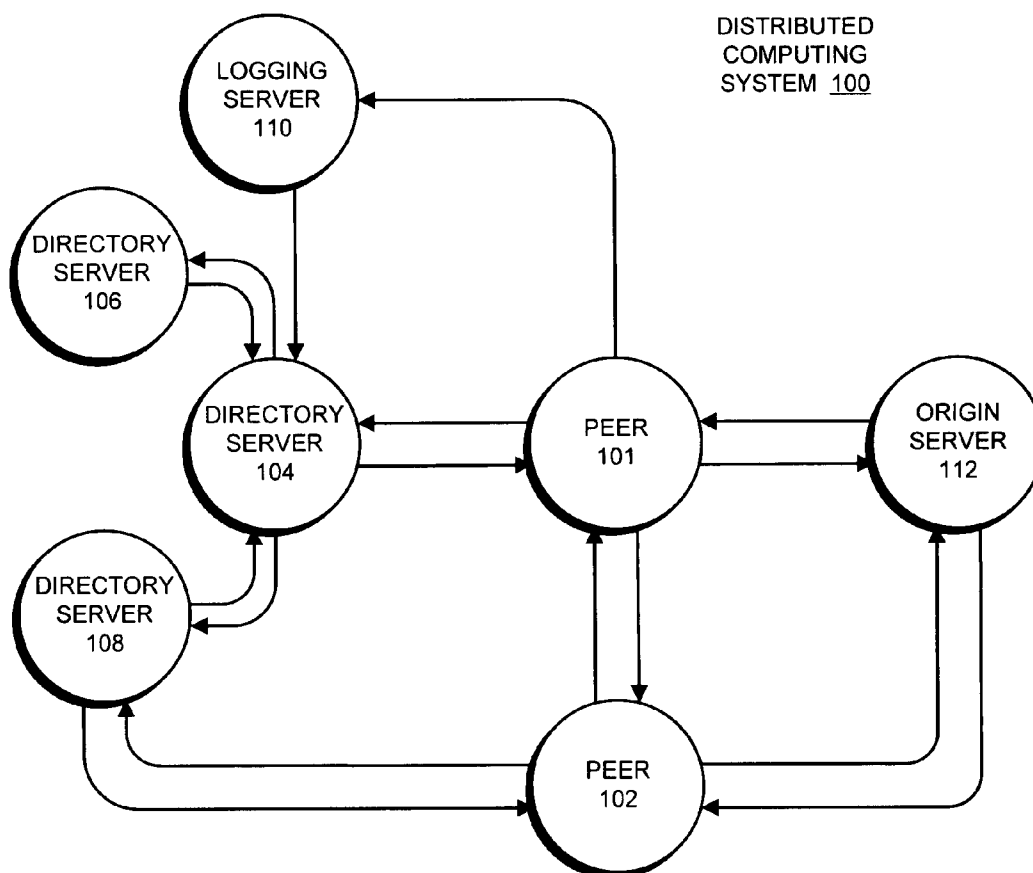 DISTRIBUTED
COMPUTING
SYSTEM 100
LOGGING
SERVER
110
DIRECTORY
SERVER
106
DIRECTORY
SERVER
104
PEER
101
ORIGIN
SERVER
112
DIRECTORY
SERVER
108
PEER
102